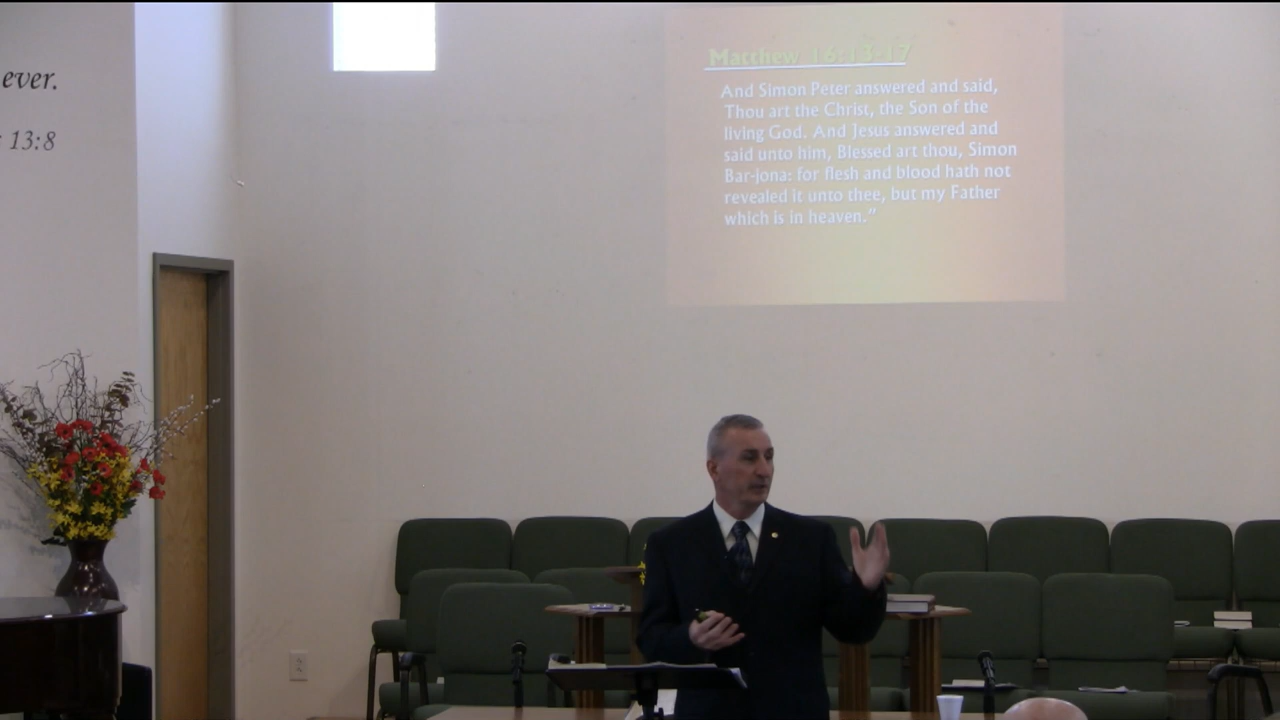 ever.
13:8
Matthew 16:13-17
And Simon Peter answered and said,
Thou art the Christ, the Son of the
living God. And Jesus answered and
said unto him, Blessed art thou, Simon
Bar-jona: for flesh and blood hath not
revealed it unto thee, but my Father
which is in heaven.”